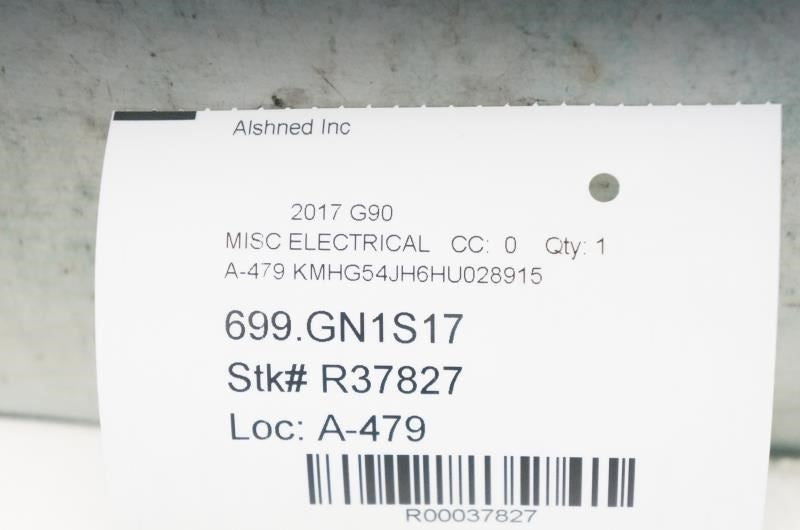 Alshned Inc
2017 G90
MISC ELECTRICAL CC: 0 Qty: 1
A-479 KMHG54JH6HU028915
699.GN1S17
Stk# R37827
Loc: A-479
R00037827